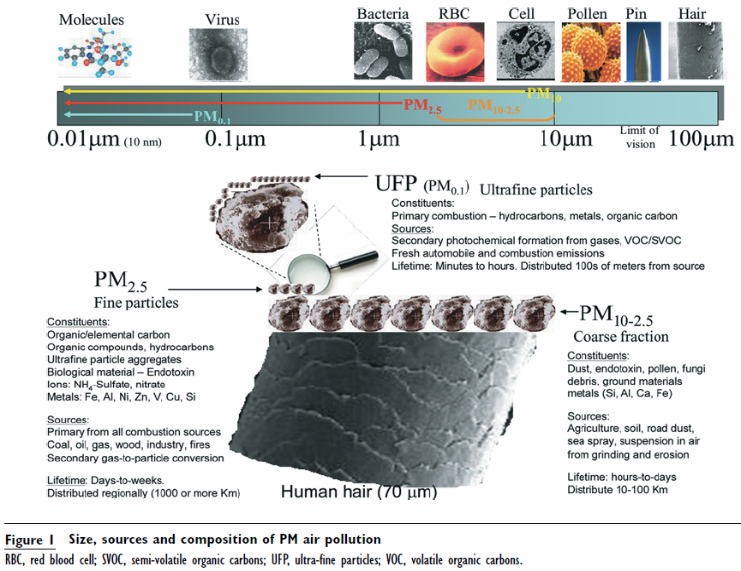 Molecules
Virus
Bacteria
RBC
Cell
Pollen
Pin
Hair
PM10
PM2.5
PM10-2.5
PM0.1
0.01μm (10 nm)
0.1μm
1μm
10μm
Limit of
vision
100μm
UFP (PM0.1) Ultrafine particles
Constituents:
Primary combustion – hydrocarbons, metals, organic carbon
Sources:
Secondary photochemical formation from gases, VOC/SVOC
Fresh automobile and combustion emissions
Lifetime: Minutes to hours. Distributed 100s of meters from source
PM2.5
Fine particles
Constituents:
Organic/elemental carbon
Organic compounds, hydrocarbons
Ultrafine particle aggregates
Biological material – Endotoxin
Ions: NH4-Sulfate, nitrate
Metals: Fe, Al, Ni, Zn, V, Cu, Si
Sources:
Primary from all combustion sources
Coal, oil, gas, wood, industry, fires
Secondary gas-to-particle conversion
Lifetime: Days-to-weeks.
Distributed regionally (1000 or more Km)
PM10-2.5
Coarse fraction
Constituents:
Dust, endotoxin, pollen, fungi
debris, ground materials
metals (Si, Al, Ca, Fe)
Sources:
Agriculture, soil, road dust,
sea spray, suspension in air
from grinding and erosion
Lifetime: hours-to-days
Distribute 10-100 Km
Human hair (70 μm)
Figure 1 Size, sources and composition of PM air pollution
RBC, red blood cell; SVOC, semi-volatile organic carbons; UFP, ultra-fine particles; VOC, volatile organic carbons.